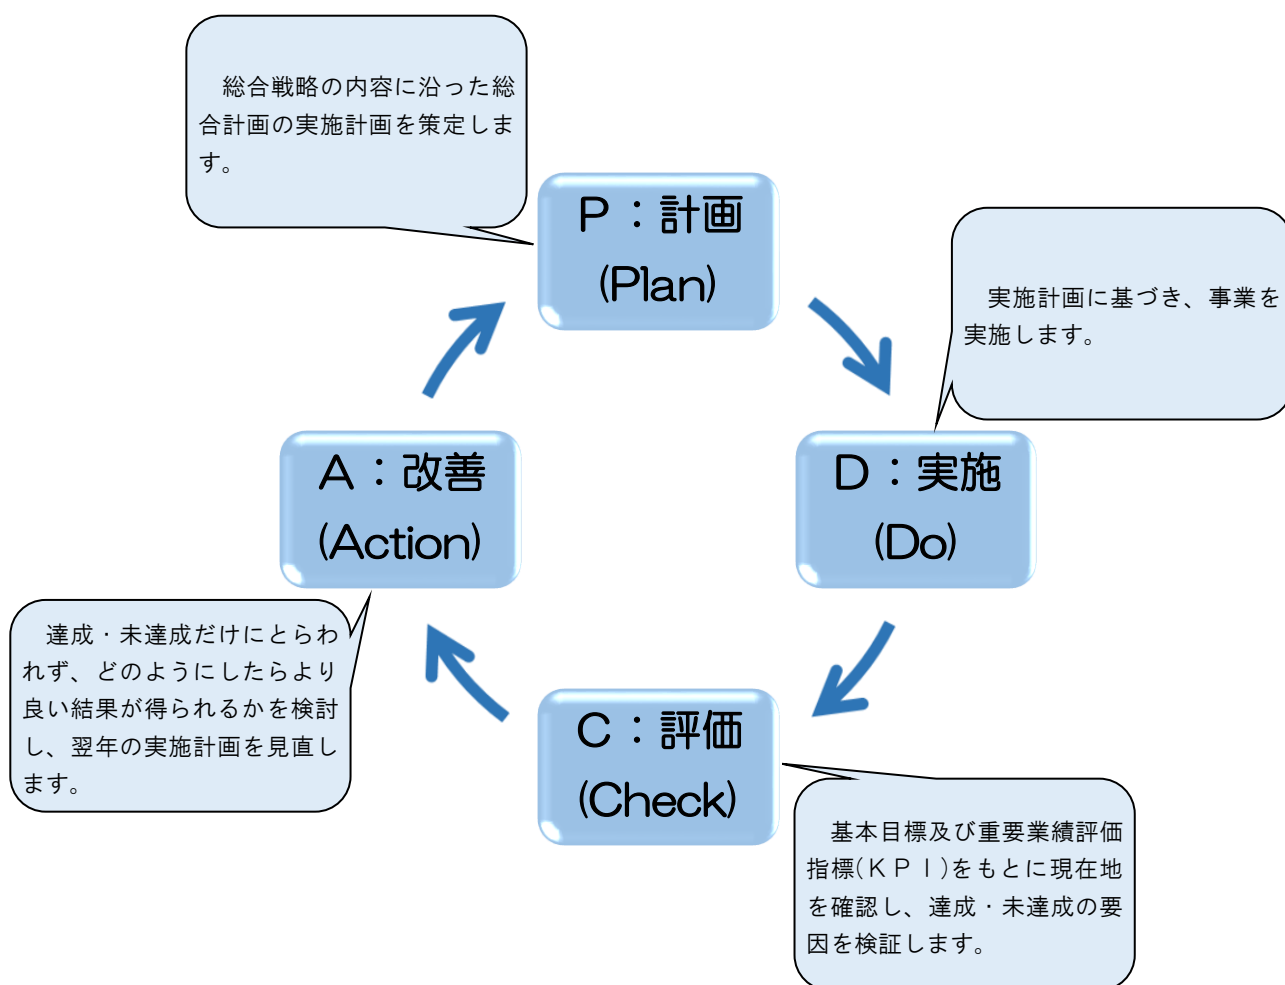 総合戦略の内容に沿った総
合計画の実施計画を策定しま
す。
P：計画
(Plan)
実施計画に基づき、事業を
実施します。
D：実施
(Do)
A：改善
(Action)
達成・未達成だけにとらわ
れず、どのようにしたらより
良い結果が得られるかを検討
し、翌年の実施計画を見直し
ます。
C：評価
(Check)
基本目標及び重要業績評価
指標(ＫＰＩ)をもとに現在地
を確認し、達成・未達成の要
因を検証します。